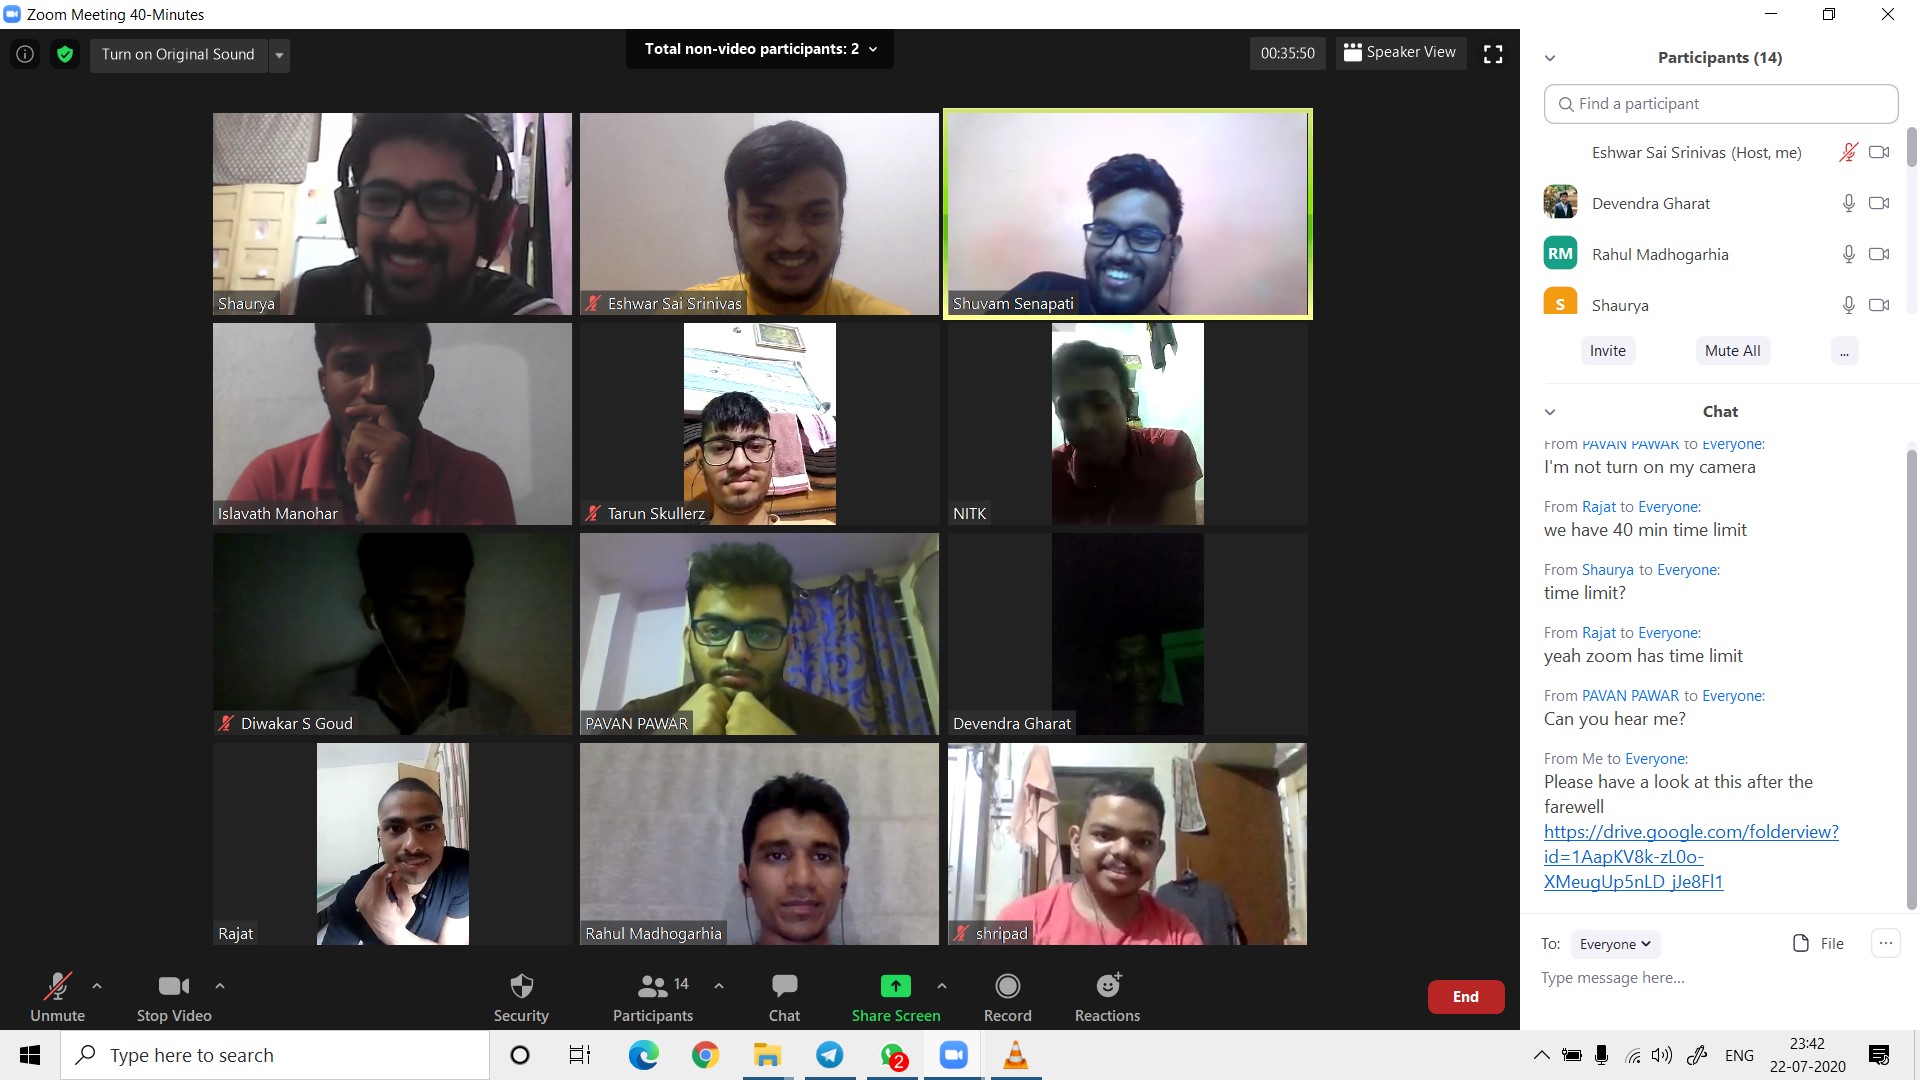 Zoom Meeting 40-Minutes
Turn on Original Sound
Total non-video participants: 2
00:35:50
Speaker View
Shaurya
Eshwar Sai Srinivas
Shuvam Senapati
Islavath Manohar
Tarun Skullerz
NITK
Diwakar S Goud
PAVAN PAWAR
Devendra Gharat
Rajat
Rahul Madhogarhia
shripad
Unmute
Stop Video
Security
14
Participants
Chat
Share Screen
Record
Reactions
End
Participants (14)
Find a participant
Eshwar Sai Srinivas (Host, me)
Devendra Gharat
RM
Rahul Madhogarhia
S
Shaurya
Invite
Mute All
...
Chat
From PAVAN PAWAR to Everyone:
I'm not turn on my camera
From Rajat to Everyone:
we have 40 min time limit
From Shaurya to Everyone:
time limit?
From Rajat to Everyone:
yeah zoom has time limit
From PAVAN PAWAR to Everyone:
Can you hear me?
From Me to Everyone:
Please have a look at this after the
farewell
https://drive.google.com/folderview?
id=1AapKV8k-zL0o-
XMeugUp5nLD_jJe8Fl1
To: Everyone
File
...
Type message here...
Type here to search
2
ENG
23:42
22-07-2020